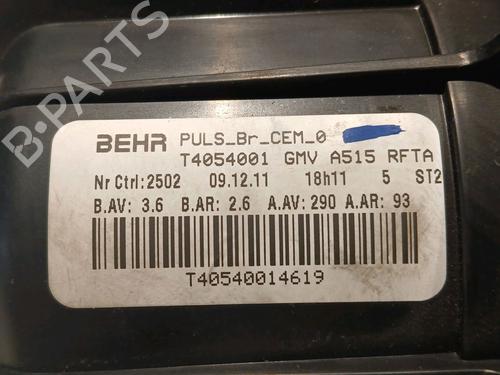 BEHR PULS_Br_CEM_0
T4054001 GMV A515 RFTA
Nr Ctrl:2502 09.12.11 18h11 5 ST2
B.AV: 3.6 B.AR: 2.6 A.AV: 290 A.AR: 93
T40540014619
B PARTS